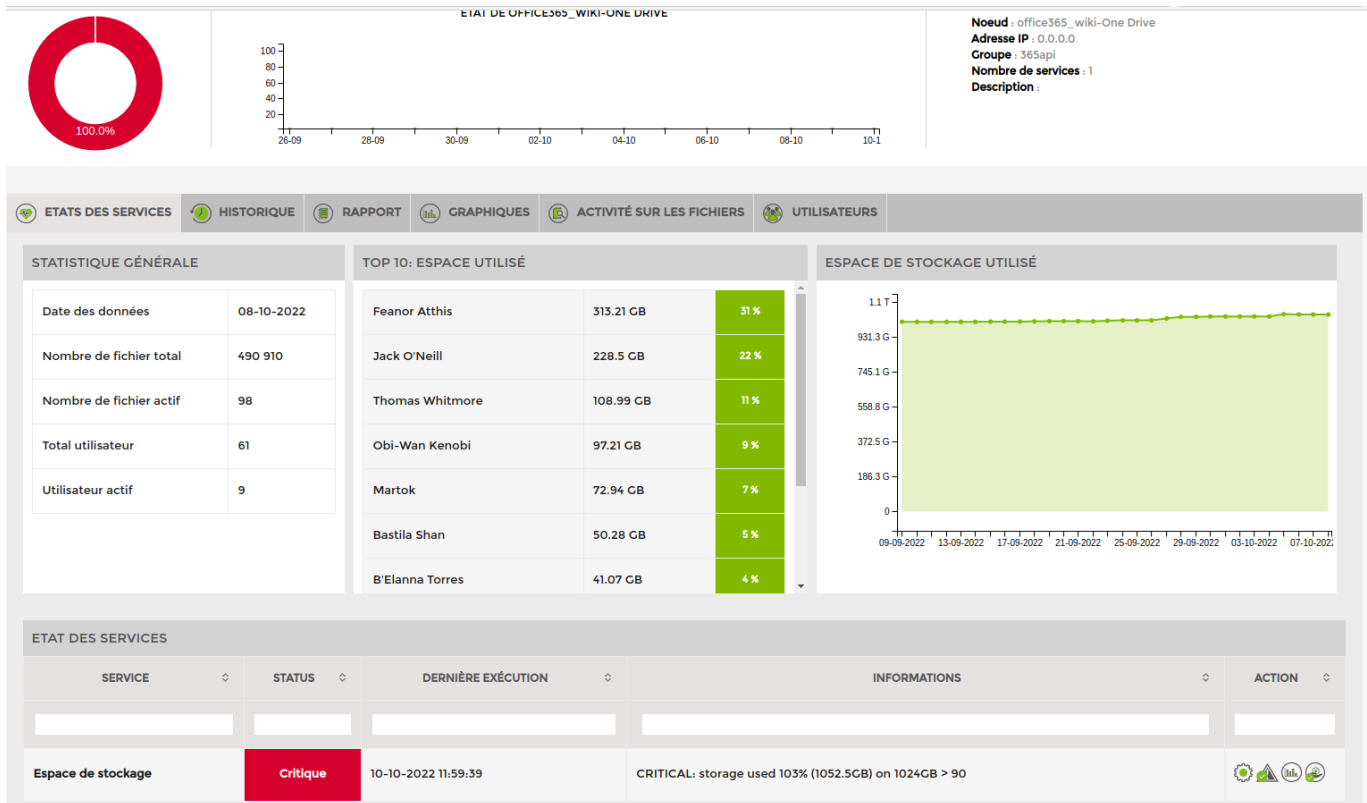 ETAT DE OFFICE365_WIKI-ONE DRIVE
100.0%
100
80
60
40
20
26-09 28-09 30-09 02-10 04-10 06-10 08-10 10-1
Noeud : office365_wiki-One Drive
Adresse IP : 0.0.0.0
Groupe : 365api
Nombre de services : 1
Description :
ETATS DES SERVICES HISTORIQUE RAPPORT GRAPHIQUES ACTIVITÉ SUR LES FICHIERS UTILISATEURS
STATISTIQUE GÉNÉRALE
Date des données 08-10-2022
Nombre de fichier total 490 910
Nombre de fichier actif 98
Total utilisateur 61
Utilisateur actif 9
TOP 10: ESPACE UTILISÉ
Feanor Atthis 313.21 GB 31 %
Jack O'Neill 228.5 GB 22 %
Thomas Whitmore 108.99 GB 11 %
Obi-Wan Kenobi 97.21 GB 9 %
Martok 72.94 GB 7 %
Bastila Shan 50.28 GB 5 %
B'Elanna Torres 41.07 GB 4 %
ESPACE DE STOCKAGE UTILISÉ
1.1 T
931.3 G
745.1 G
558.8 G
372.5 G
186.3 G
0
09-09-2022 13-09-2022 17-09-2022 21-09-2022 25-09-2022 29-09-2022 03-10-2022 07-10-2022
ETAT DES SERVICES
SERVICE STATUS DERNIÈRE EXÉCUTION INFORMATIONS ACTION
Espace de stockage Critique 10-10-2022 11:59:39 CRITICAL: storage used 103% (1052.5GB) on 1024GB > 90